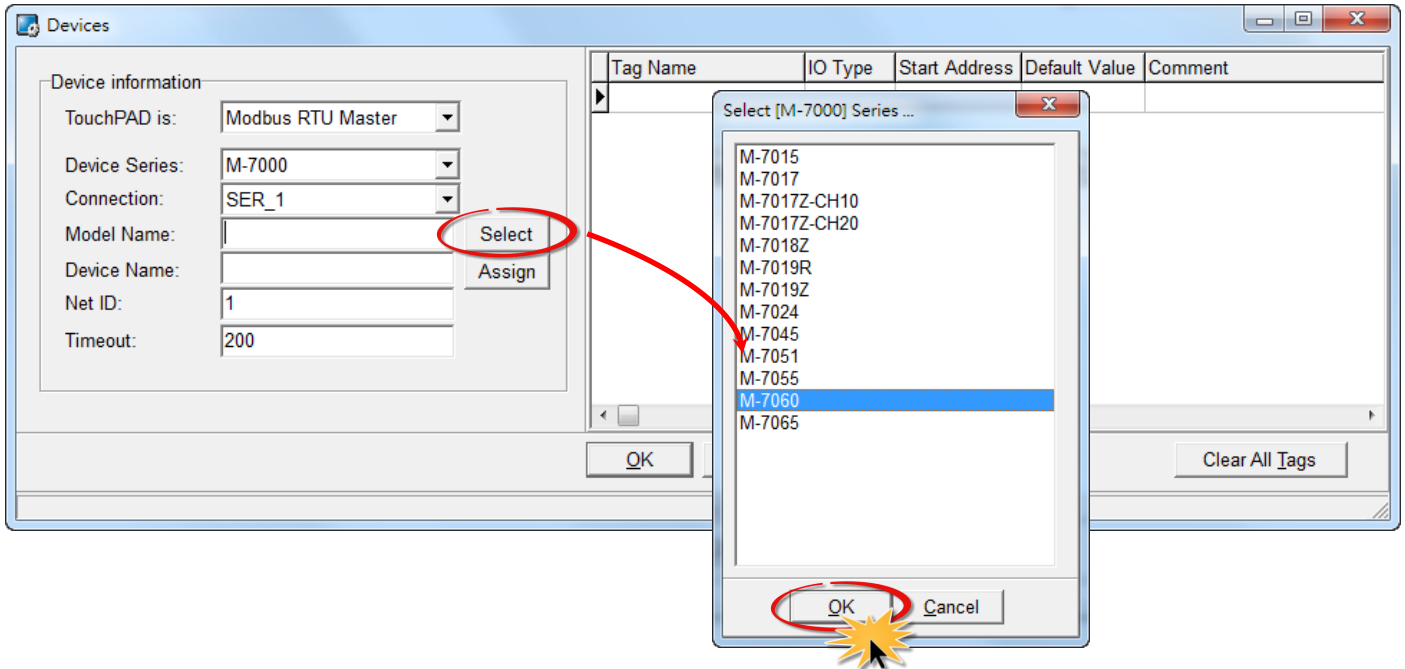 Devices
Device information
TouchPAD is: Modbus RTU Master
Device Series: M-7000
Connection: SER_1
Model Name: Select
Device Name: Assign
Net ID: 1
Timeout: 200
Tag Name IO Type Start Address Default Value Comment
OK
Clear All Tags
Select [M-7000] Series ...
M-7015
M-7017
M-7017Z-CH10
M-7017Z-CH20
M-7018Z
M-7019R
M-7019Z
M-7024
M-7045
M-7051
M-7055
M-7060
M-7065
OK Cancel